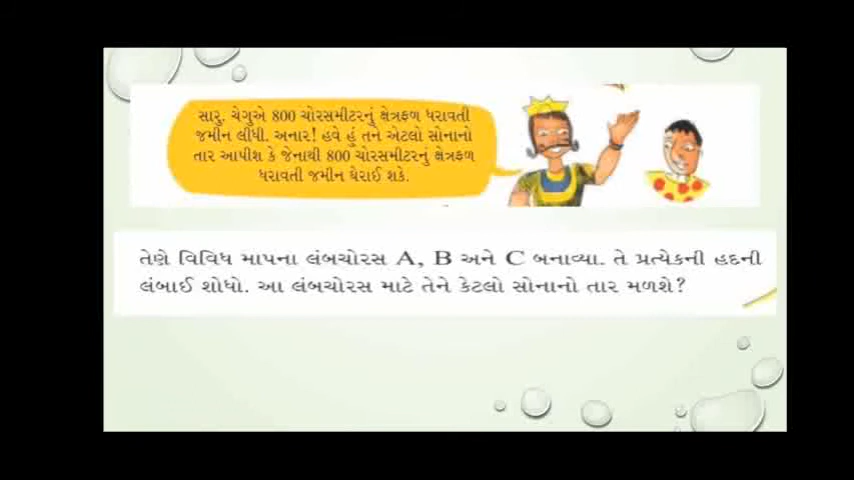 સારુ, ચેગુએ 800 ચોરસમીટરનું ક્ષેત્રફળ ધરાવતી
જમીન લીધી. અનાર! હવે હું તને એટલો સોનાનો
તાર આપીશ કે જેનાથી 800 ચોરસમીટરનું ક્ષેત્રફળ
ધરાવતી જમીન ઘેરાઈ શકે.
તેણે વિવિધ માપના લંબચોરસ A, B અને C બનાવ્યા. તે પ્રત્યેકની હદની
લંબાઈ શોધો. આ લંબચોરસ માટે તેને કેટલો સોનાનો તાર મળશે?